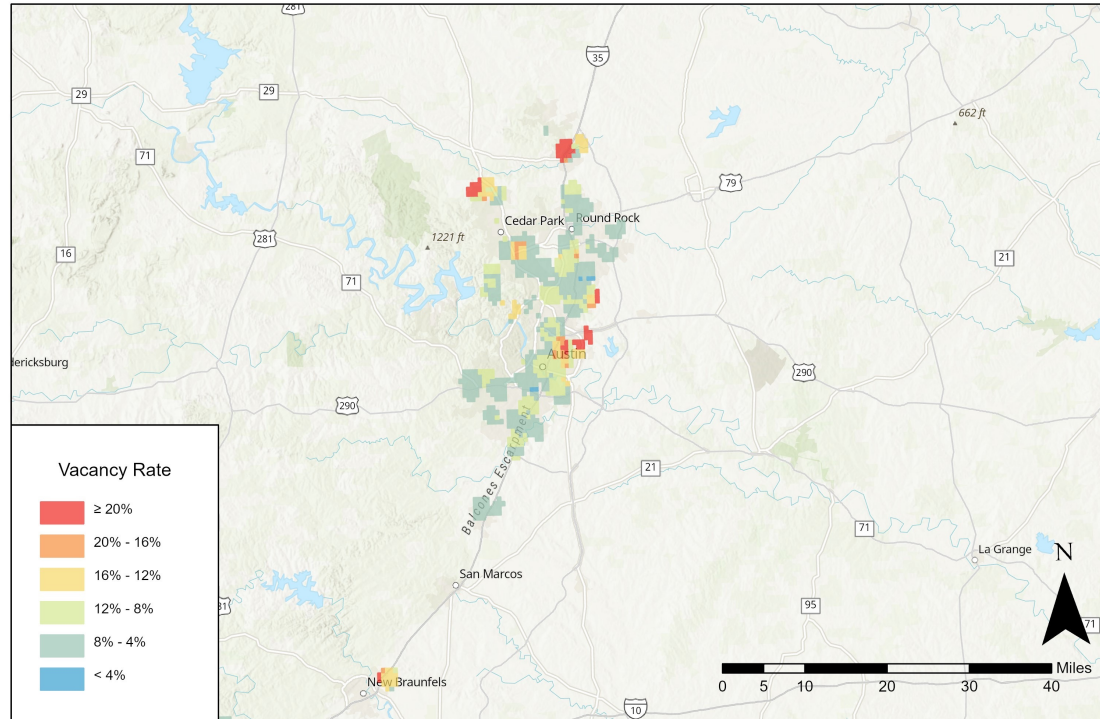 281
35
29
29
662 ft
71
79
Cedar Park
Round Rock
1221 ft
281
16
71
21
dericksburg
Austin
290
290
Balcones Escarpment
21
Vacancy Rate
≥ 20%
20% - 16%
16% - 12%
12% - 8%
8% - 4%
< 4%
71
La Grange
N
San Marcos
95
71
81
Miles
0 5 10 20 30 40
New Braunfels
10